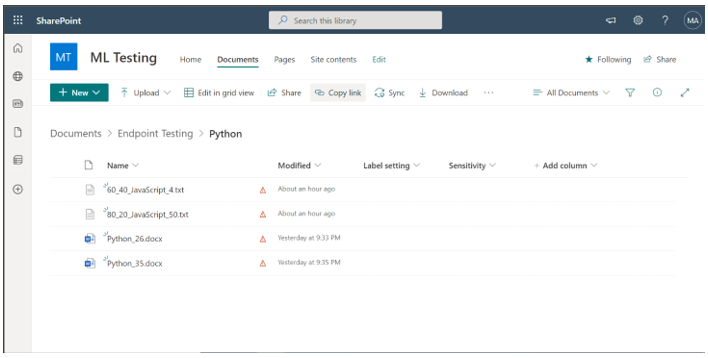 SharePoint Search this library ? MA
MT ML Testing Home Documents Pages Site contents Edit Following Share
New Upload Edit in grid view Share Copy link Sync Download ... All Documents
Documents > Endpoint Testing > Python
Name Modified Label setting Sensitivity + Add column
60_40_JavaScript_4.txt About an hour ago
80_20_JavaScript_50.txt About an hour ago
Python_26.docx Yesterday at 9:33 PM
Python_35.docx Yesterday at 9:35 PM